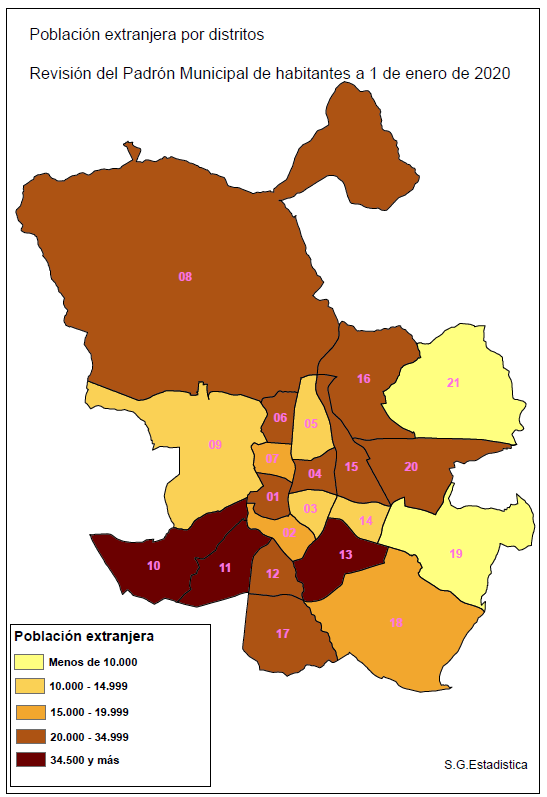 Población extranjera por distritos
Revisión del Padrón Municipal de habitantes a 1 de enero de 2020
08
16
21
06
05
09
07
15
20
04
01
03
14
02
13
19
10
11
12
18
17
Población extranjera
Menos de 10.000
10.000 - 14.999
15.000 - 19.999
20.000 - 34.999
34.500 y más
S.G.Estadistica